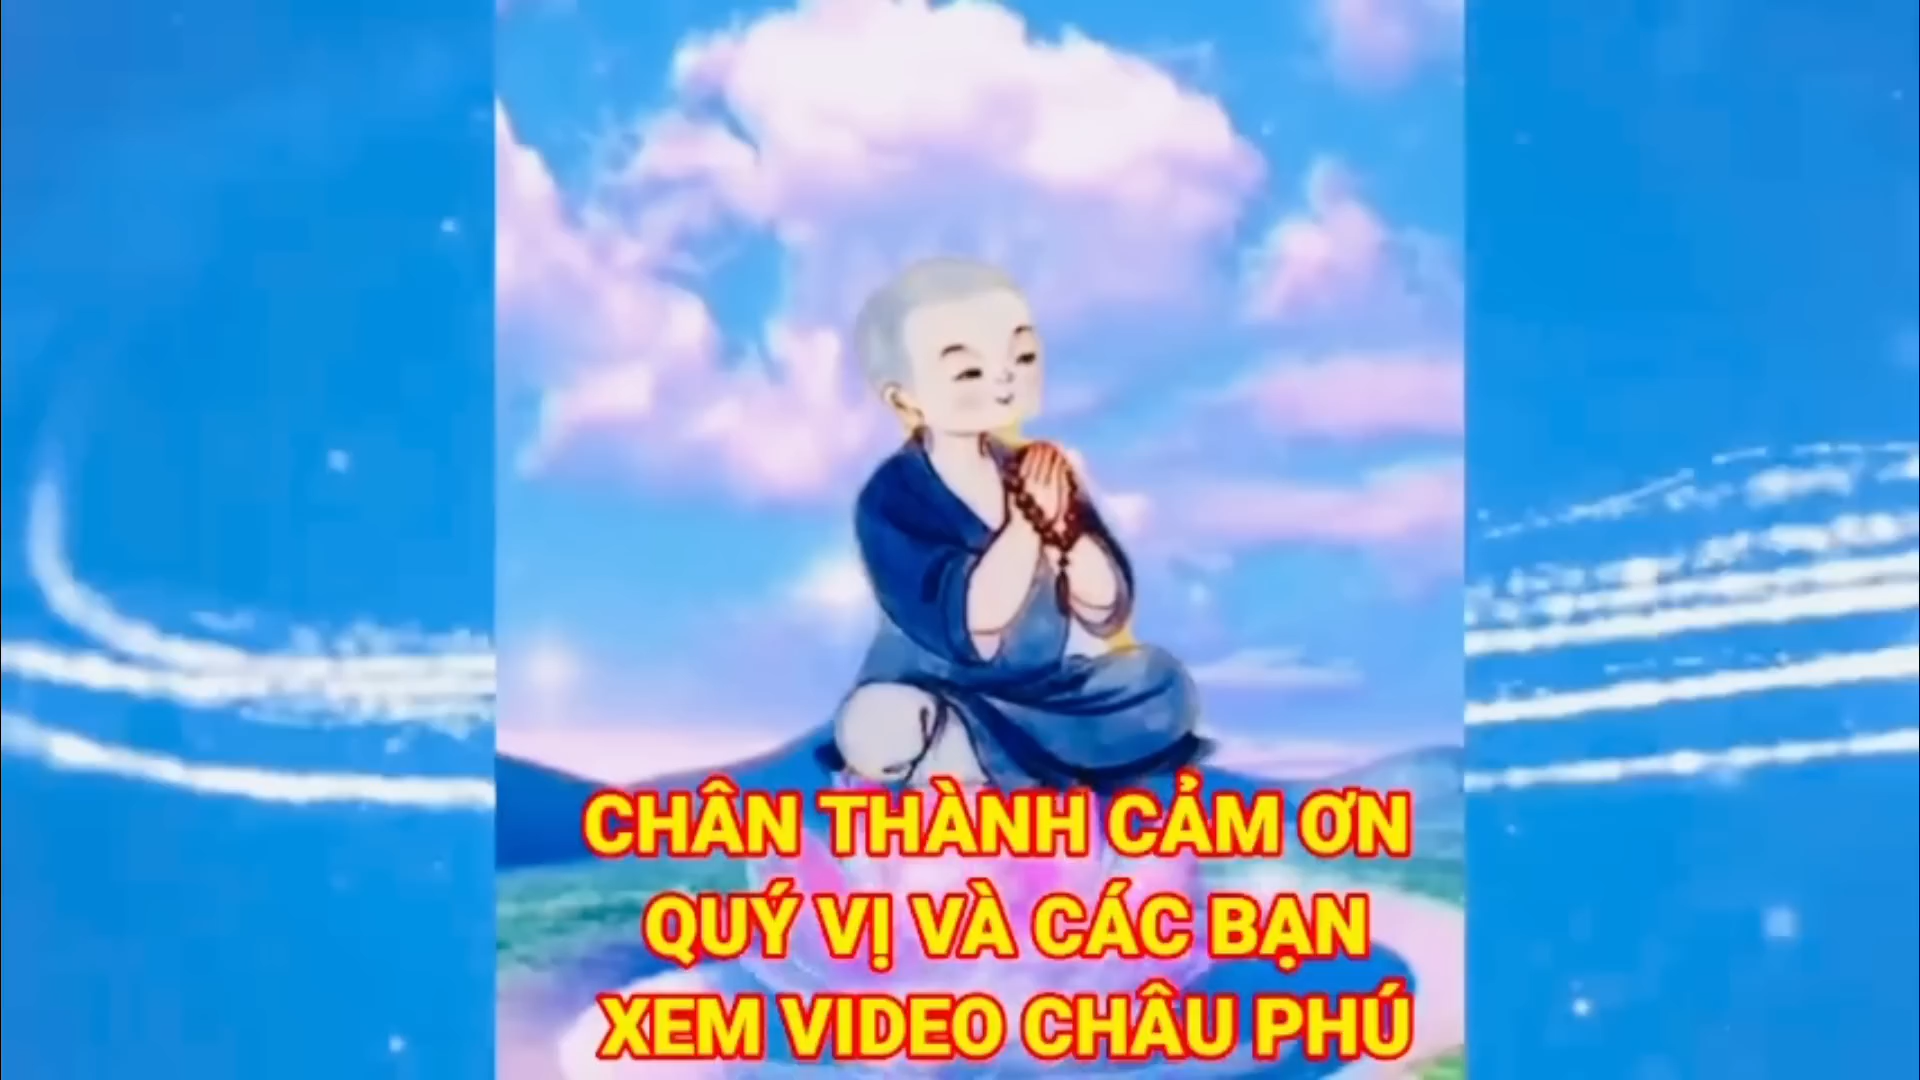 CHÂN THÀNH CẢM ƠN
QUÝ VỊ VÀ CÁC BẠN
XEM VIDEO CHÂU PHÚ